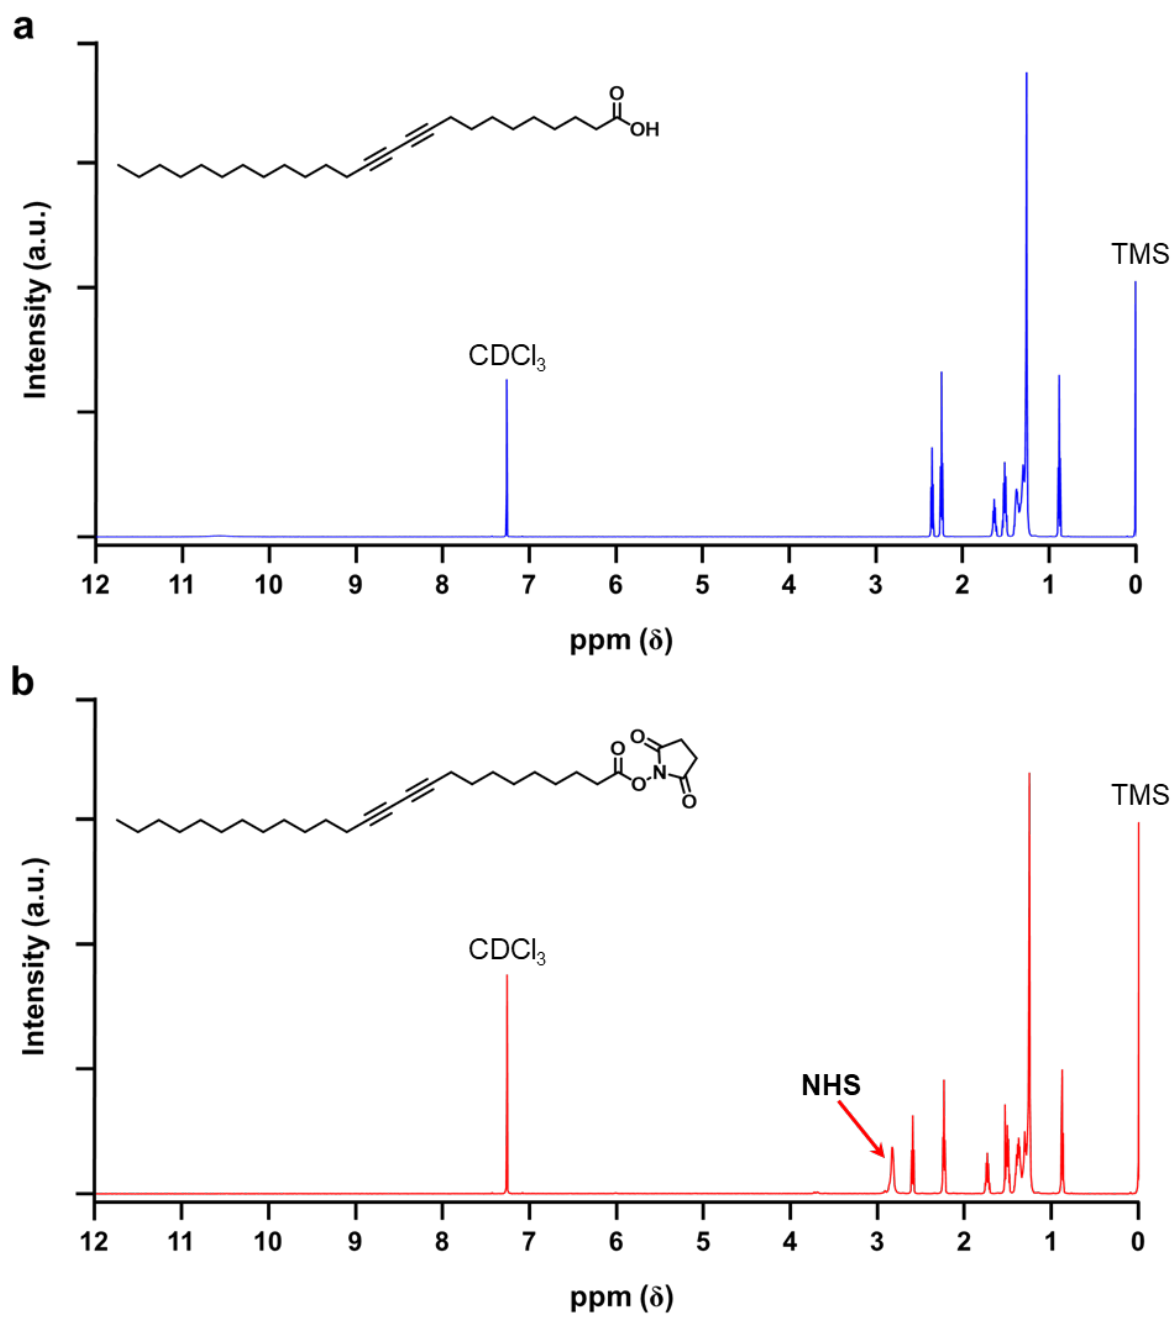 a
Intensity (a.u.)
O
OH
CDCl₃
TMS
12 11 10 9 8 7 6 5 4 3 2 1 0
ppm (δ)
b
Intensity (a.u.)
O
O
O
N
O
CDCl₃
NHS
TMS
12 11 10 9 8 7 6 5 4 3 2 1 0
ppm (δ)